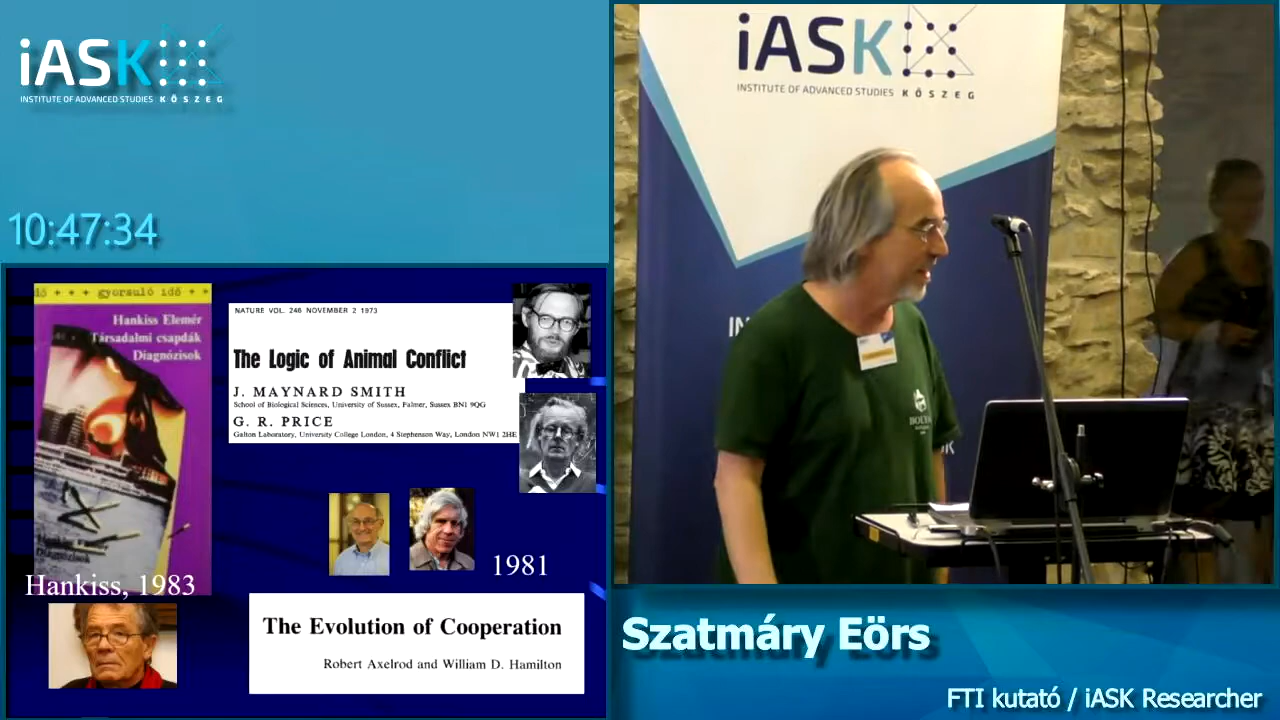 iASK
INSTITUTE OF ADVANCED STUDIES KŐSZEG
10:47:34
idő + + + gyorsuló idő + +
Hankiss Elemér
Társadalmi csapdák
Diagnózisok
Diagnózisok
Hankiss, 1983
NATURE VOL. 246 NOVEMBER 2 1973
The Logic of Animal Conflict
J. MAYNARD SMITH
School of Biological Sciences, University of Sussex, Falmer, Sussex BN1 9QG
G. R. PRICE
Galton Laboratory, University College London, 4 Stephenson Way, London NW1 2HE
1981
The Evolution of Cooperation
Robert Axelrod and William D. Hamilton
iASK
INSTITUTE OF ADVANCED STUDIES KŐSZEG
IN
Szatmáry Eörs
FTI kutató / iASK Researcher